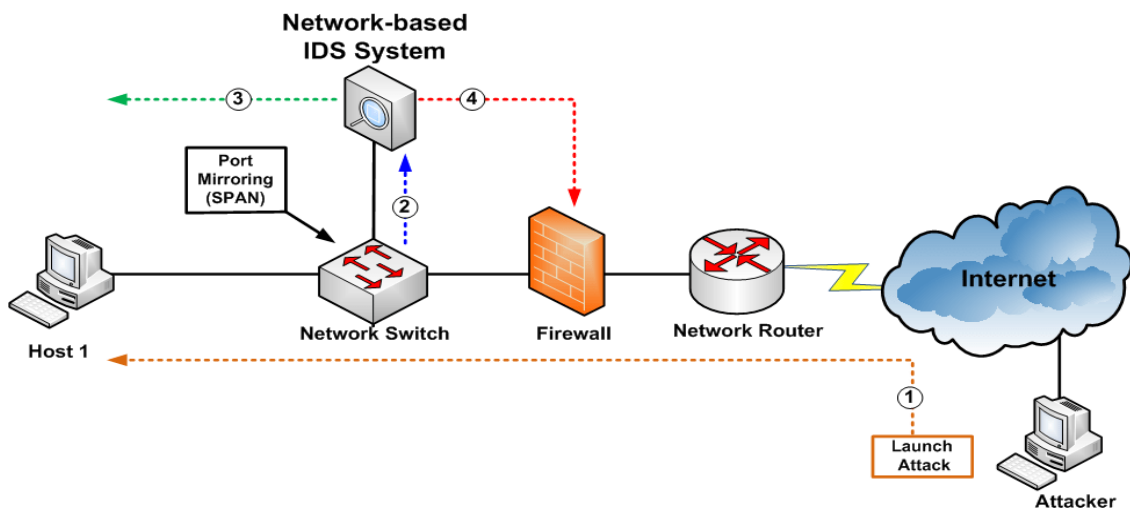 Network-based
IDS System
3
4
Port
Mirroring
(SPAN)
2
Internet
Network Switch
Firewall
Network Router
Host 1
1
Launch
Attack
Attacker